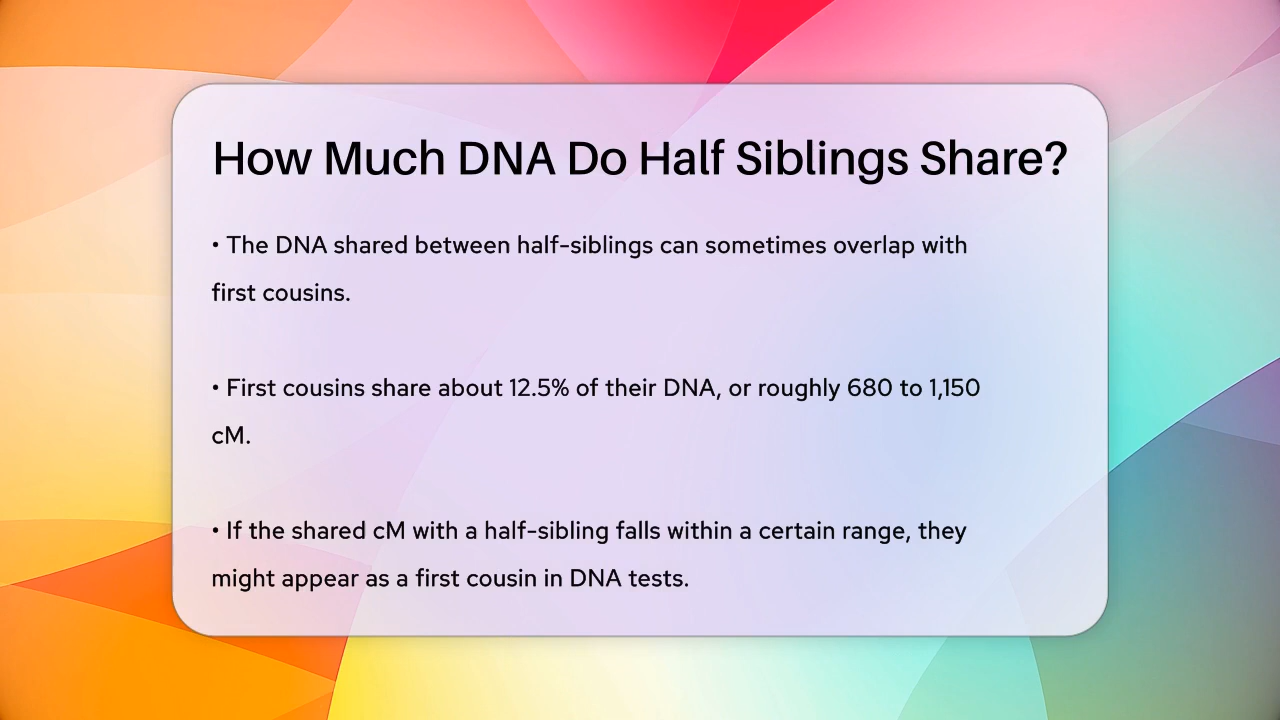 How Much DNA Do Half Siblings Share?
• The DNA shared between half-siblings can sometimes overlap with
first cousins.
• First cousins share about 12.5% of their DNA, or roughly 680 to 1,150
cM.
• If the shared cM with a half-sibling falls within a certain range, they
might appear as a first cousin in DNA tests.